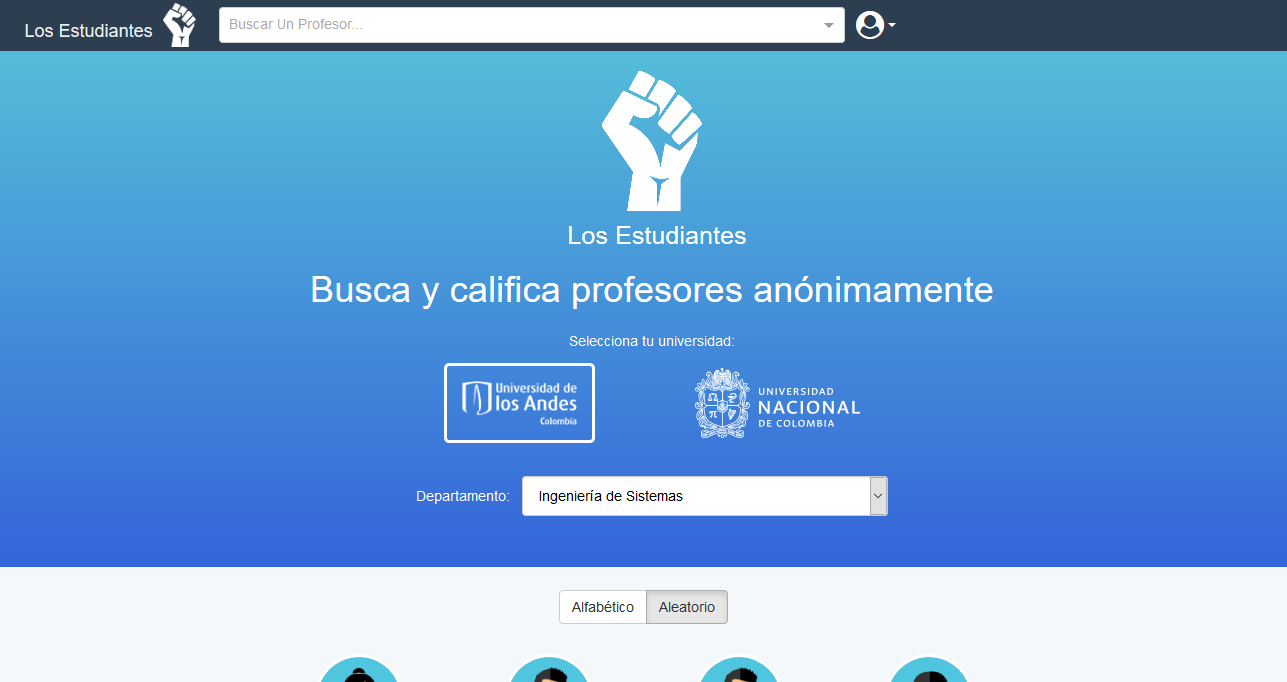 Los Estudiantes
Buscar Un Profesor...
Los Estudiantes
Busca y califica profesores anónimamente
Selecciona tu universidad:
Universidad de
los Andes
Colombia
UNIVERSIDAD
NACIONAL
DE COLOMBIA
Departamento:
Ingeniería de Sistemas
Alfabético
Aleatorio